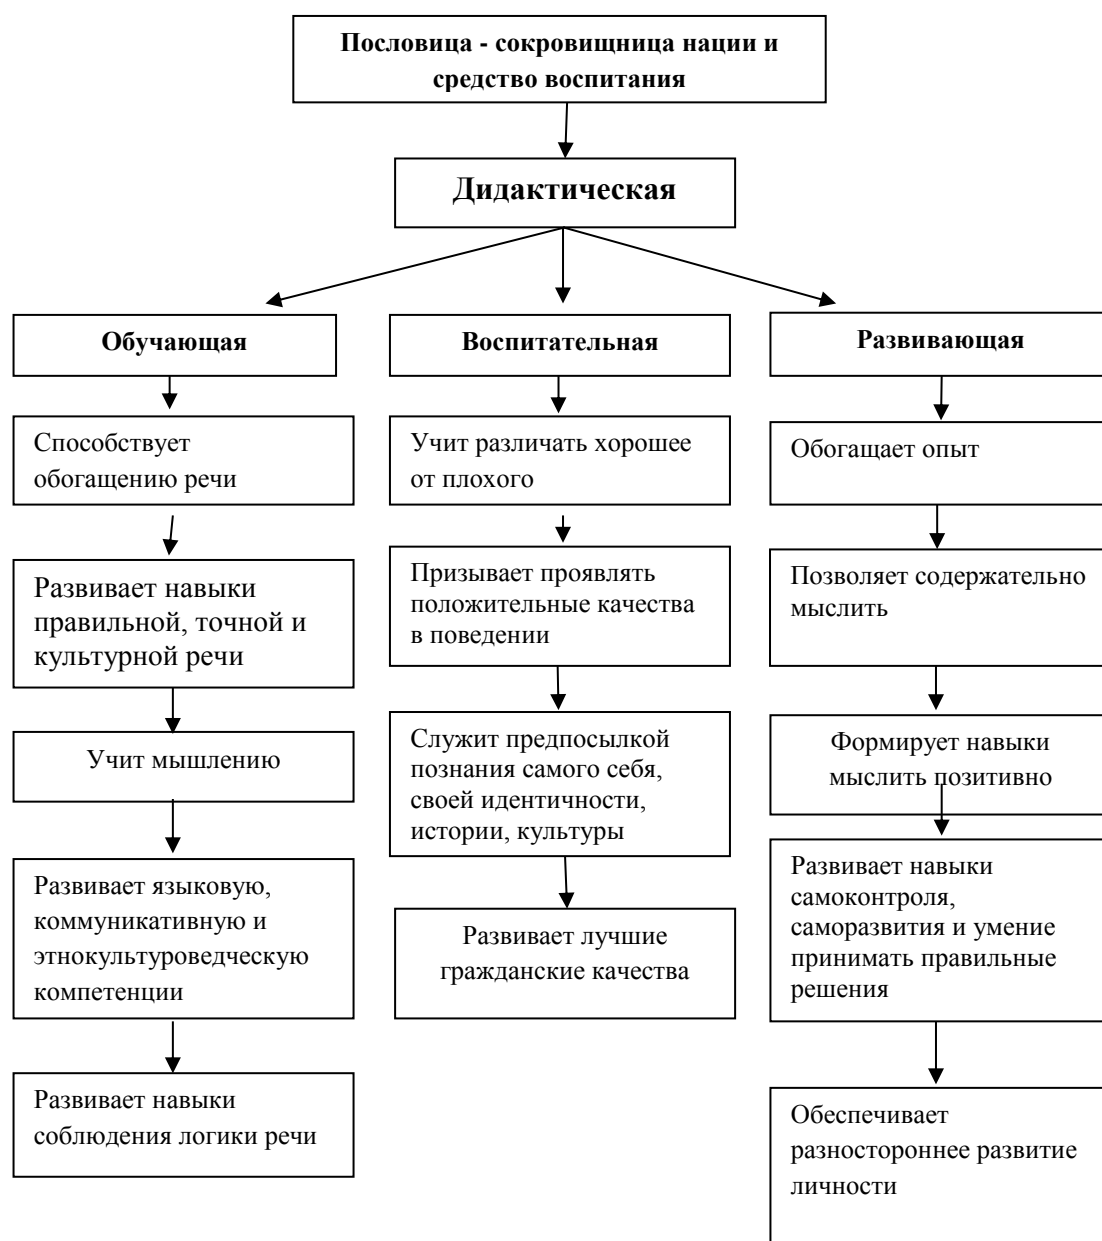 Пословица - сокровищница нации и
средство воспитания
Дидактическая
Обучающая
Способствует
обогащению речи
Развивает навыки
правильной, точной и
культурной речи
Учит мышлению
Развивает языковую,
коммуникативную и
этнокультуроведческую
компетенции
Развивает навыки
соблюдения логики речи
Воспитательная
Учит различать хорошее
от плохого
Призывает проявлять
положительные качества
в поведении
Служит предпосылкой
познания самого себя,
своей идентичности,
истории, культуры
Развивает лучшие
гражданские качества
Развивающая
Обогащает опыт
Позволяет содержательно
мыслить
Формирует навыки
мыслить позитивно
Развивает навыки
самоконтроля,
саморазвития и умение
принимать правильные
решения
Обеспечивает
разностороннее развитие
личности